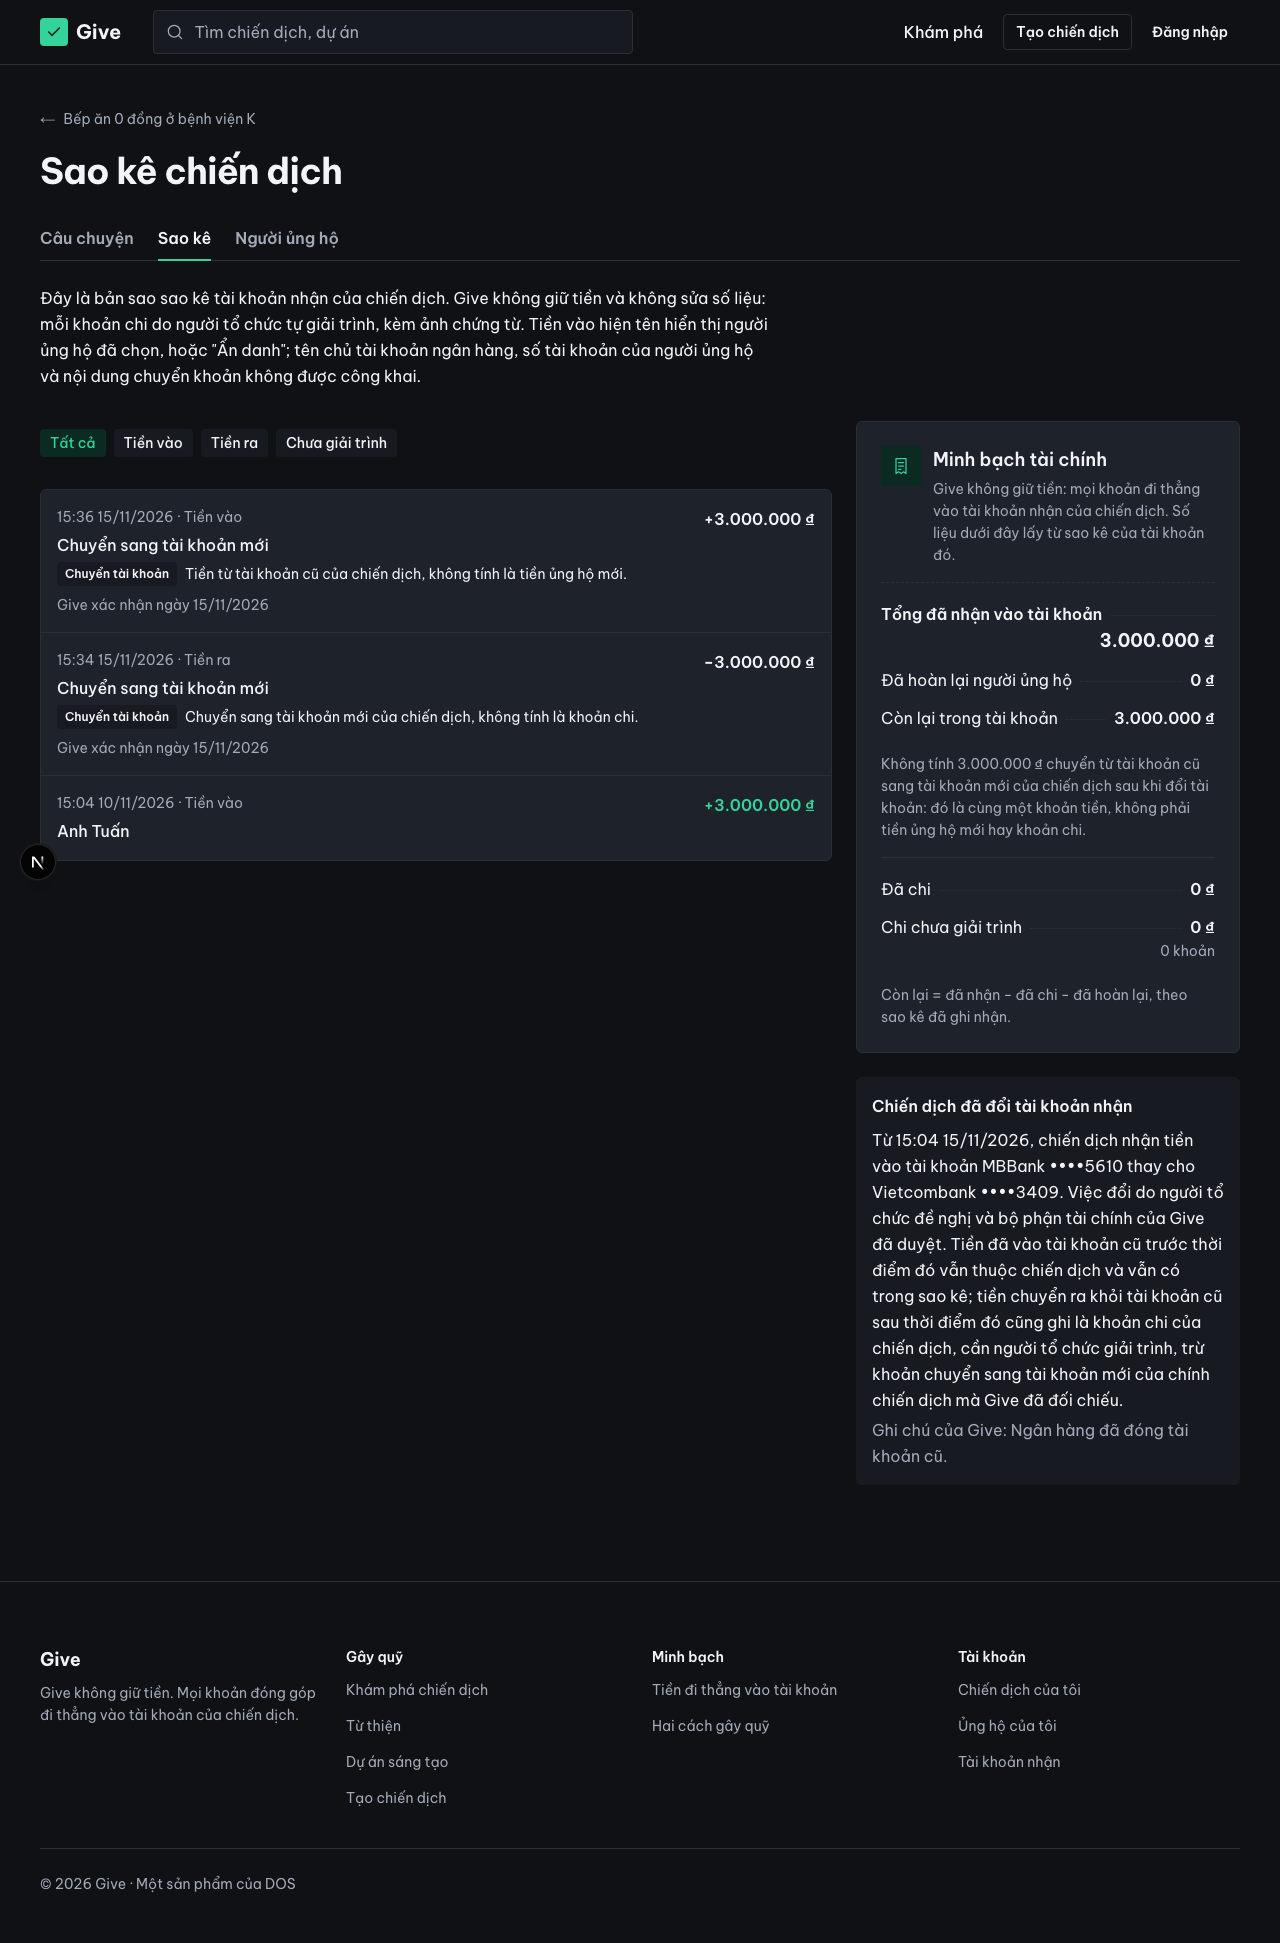 Give
Tìm chiến dịch, dự án
Khám phá
Tạo chiến dịch
Đăng nhập
← Bếp ăn 0 đồng ở bệnh viện K
Sao kê chiến dịch
Câu chuyện
Sao kê
Người ủng hộ
Đây là bản sao sao kê tài khoản nhận của chiến dịch. Give không giữ tiền và không sửa số liệu:
mỗi khoản chi do người tổ chức tự giải trình, kèm ảnh chứng từ. Tiền vào hiện tên hiển thị người
ủng hộ đã chọn, hoặc "Ẩn danh"; tên chủ tài khoản ngân hàng, số tài khoản của người ủng hộ
và nội dung chuyển khoản không được công khai.
Tất cả
Tiền vào
Tiền ra
Chưa giải trình
15:36 15/11/2026 · Tiền vào
+3.000.000 ₫
Chuyển sang tài khoản mới
Chuyển tài khoản
Tiền từ tài khoản cũ của chiến dịch, không tính là tiền ủng hộ mới.
Give xác nhận ngày 15/11/2026
15:34 15/11/2026 · Tiền ra
−3.000.000 ₫
Chuyển sang tài khoản mới
Chuyển tài khoản
Chuyển sang tài khoản mới của chiến dịch, không tính là khoản chi.
Give xác nhận ngày 15/11/2026
15:04 10/11/2026 · Tiền vào
+3.000.000 ₫
Anh Tuấn
N
Minh bạch tài chính
Give không giữ tiền: mọi khoản đi thẳng
vào tài khoản nhận của chiến dịch. Số
liệu dưới đây lấy từ sao kê của tài khoản
đó.
Tổng đã nhận vào tài khoản
3.000.000 ₫
Đã hoàn lại người ủng hộ
0 ₫
Còn lại trong tài khoản
3.000.000 ₫
Không tính 3.000.000 ₫ chuyển từ tài khoản cũ
sang tài khoản mới của chiến dịch sau khi đổi tài
khoản: đó là cùng một khoản tiền, không phải
tiền ủng hộ mới hay khoản chi.
Đã chi
0 ₫
Chi chưa giải trình
0 ₫
0 khoản
Còn lại = đã nhận − đã chi − đã hoàn lại, theo
sao kê đã ghi nhận.
Chiến dịch đã đổi tài khoản nhận
Từ 15:04 15/11/2026, chiến dịch nhận tiền
vào tài khoản MBBank ••••5610 thay cho
Vietcombank ••••3409. Việc đổi do người tổ
chức đề nghị và bộ phận tài chính của Give
đã duyệt. Tiền đã vào tài khoản cũ trước thời
điểm đó vẫn thuộc chiến dịch và vẫn có
trong sao kê; tiền chuyển ra khỏi tài khoản cũ
sau thời điểm đó cũng ghi là khoản chi của
chiến dịch, cần người tổ chức giải trình, trừ
khoản chuyển sang tài khoản mới của chính
chiến dịch mà Give đã đối chiếu.
Ghi chú của Give: Ngân hàng đã đóng tài
khoản cũ.
Give
Give không giữ tiền. Mọi khoản đóng góp
đi thẳng vào tài khoản của chiến dịch.
Gây quỹ
Khám phá chiến dịch
Từ thiện
Dự án sáng tạo
Tạo chiến dịch
Minh bạch
Tiền đi thẳng vào tài khoản
Hai cách gây quỹ
Tài khoản
Chiến dịch của tôi
Ủng hộ của tôi
Tài khoản nhận
© 2026 Give · Một sản phẩm của DOS